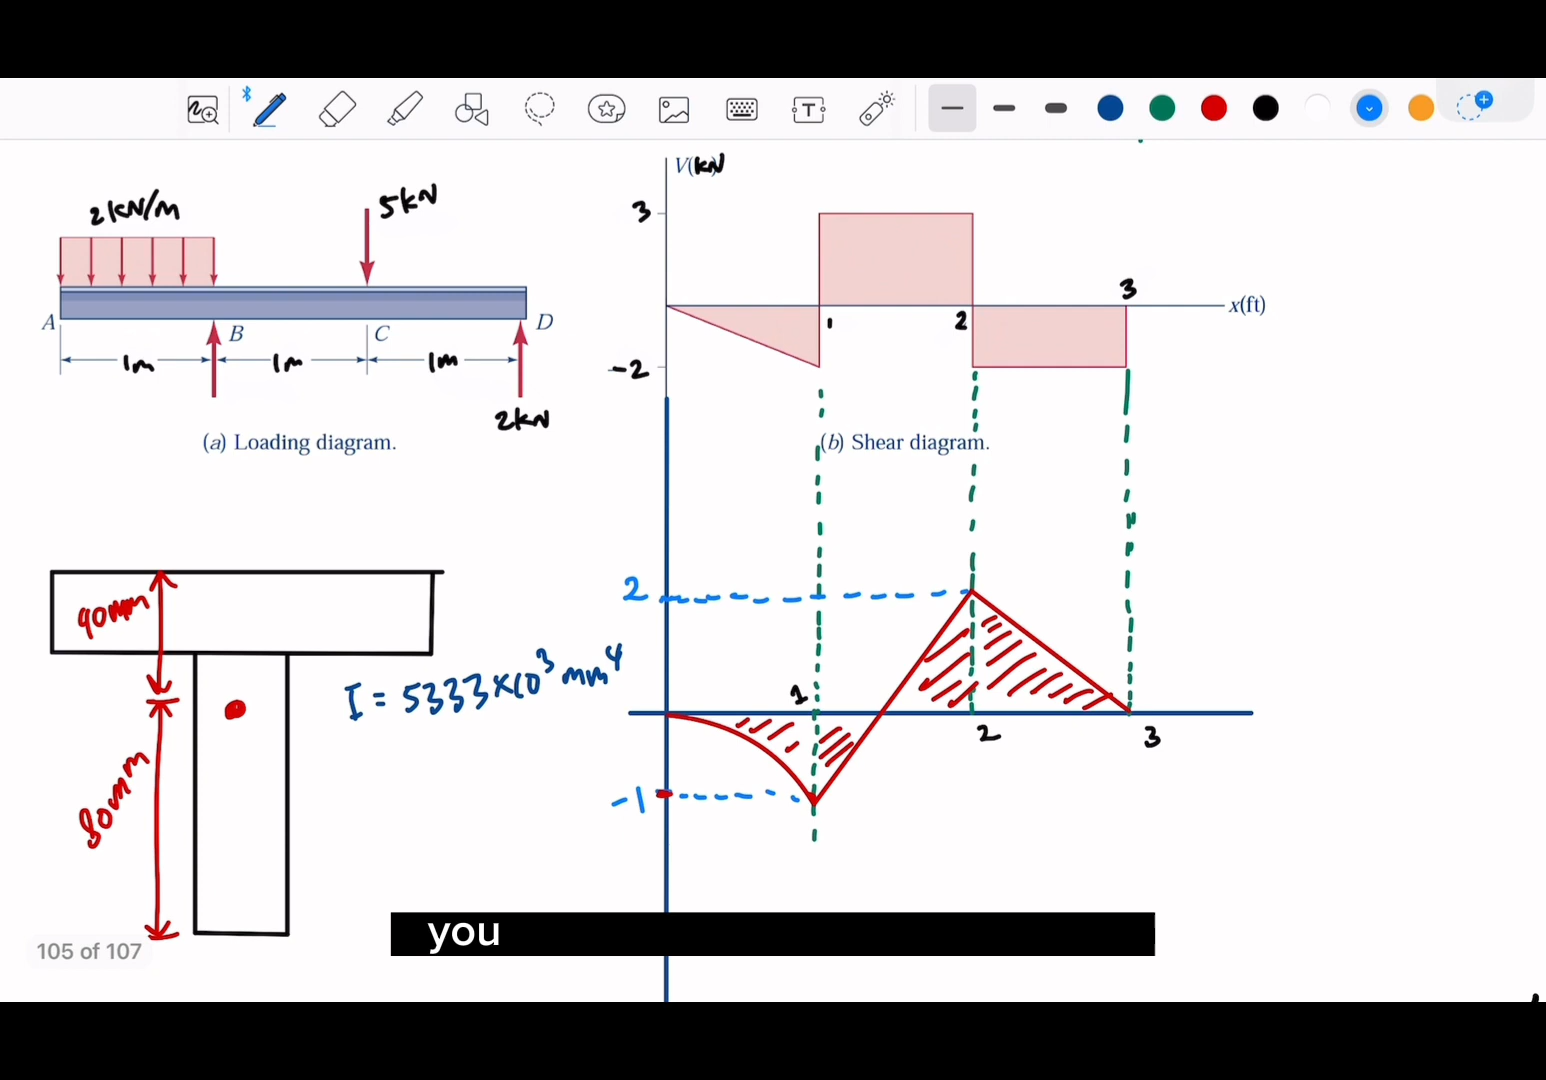 V(kN
2kN/m
5kN
3
3
x(ft)
A
B
C
D
1
2
1m
1m
1m
-2
2kN
(a) Loading diagram.
(b) Shear diagram.
2
40mm
I = 5333×10³ mm⁴
1
2
3
80mm
-1
you
105 of 107